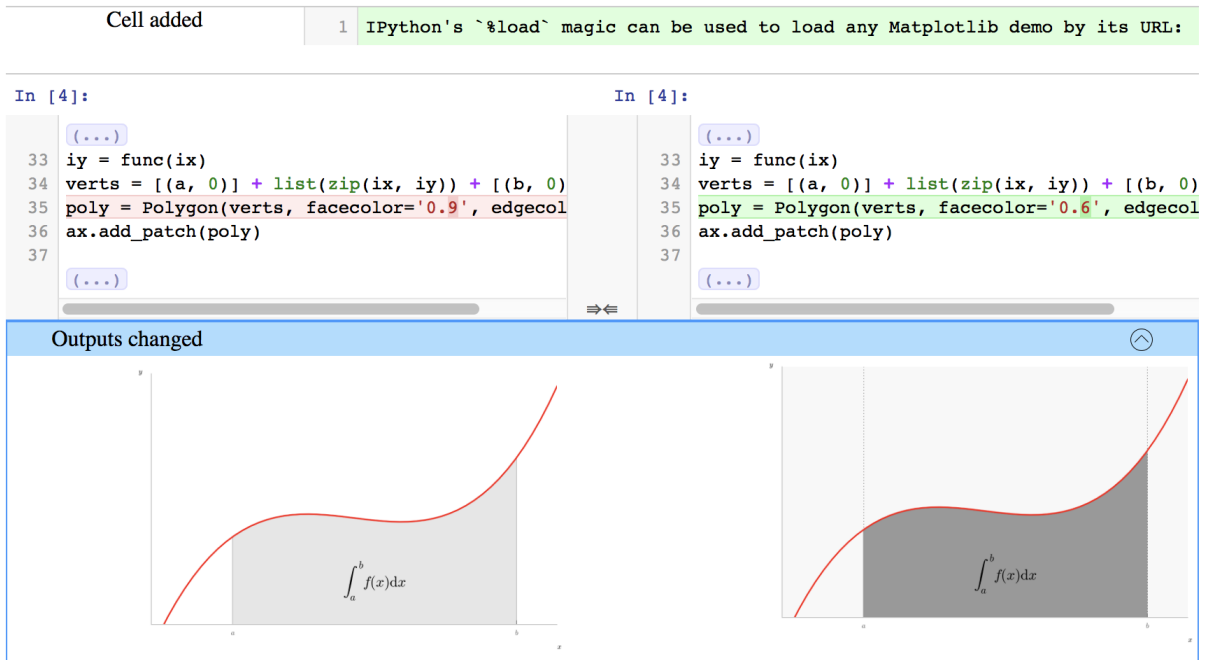 Cell added
1 IPython's `%load` magic can be used to load any Matplotlib demo by its URL:
In [4]:
(...)
33 iy = func(ix)
34 verts = [(a, 0)] + list(zip(ix, iy)) + [(b, 0)
35 poly = Polygon(verts, facecolor='0.9', edgecol
36 ax.add_patch(poly)
37
(...)
In [4]:
(...)
33 iy = func(ix)
34 verts = [(a, 0)] + list(zip(ix, iy)) + [(b, 0)
35 poly = Polygon(verts, facecolor='0.6', edgecol
36 ax.add_patch(poly)
37
(...)
Outputs changed
y
∫_a^b f(x)dx
a b
x
y
∫_a^b f(x)dx
a b
x